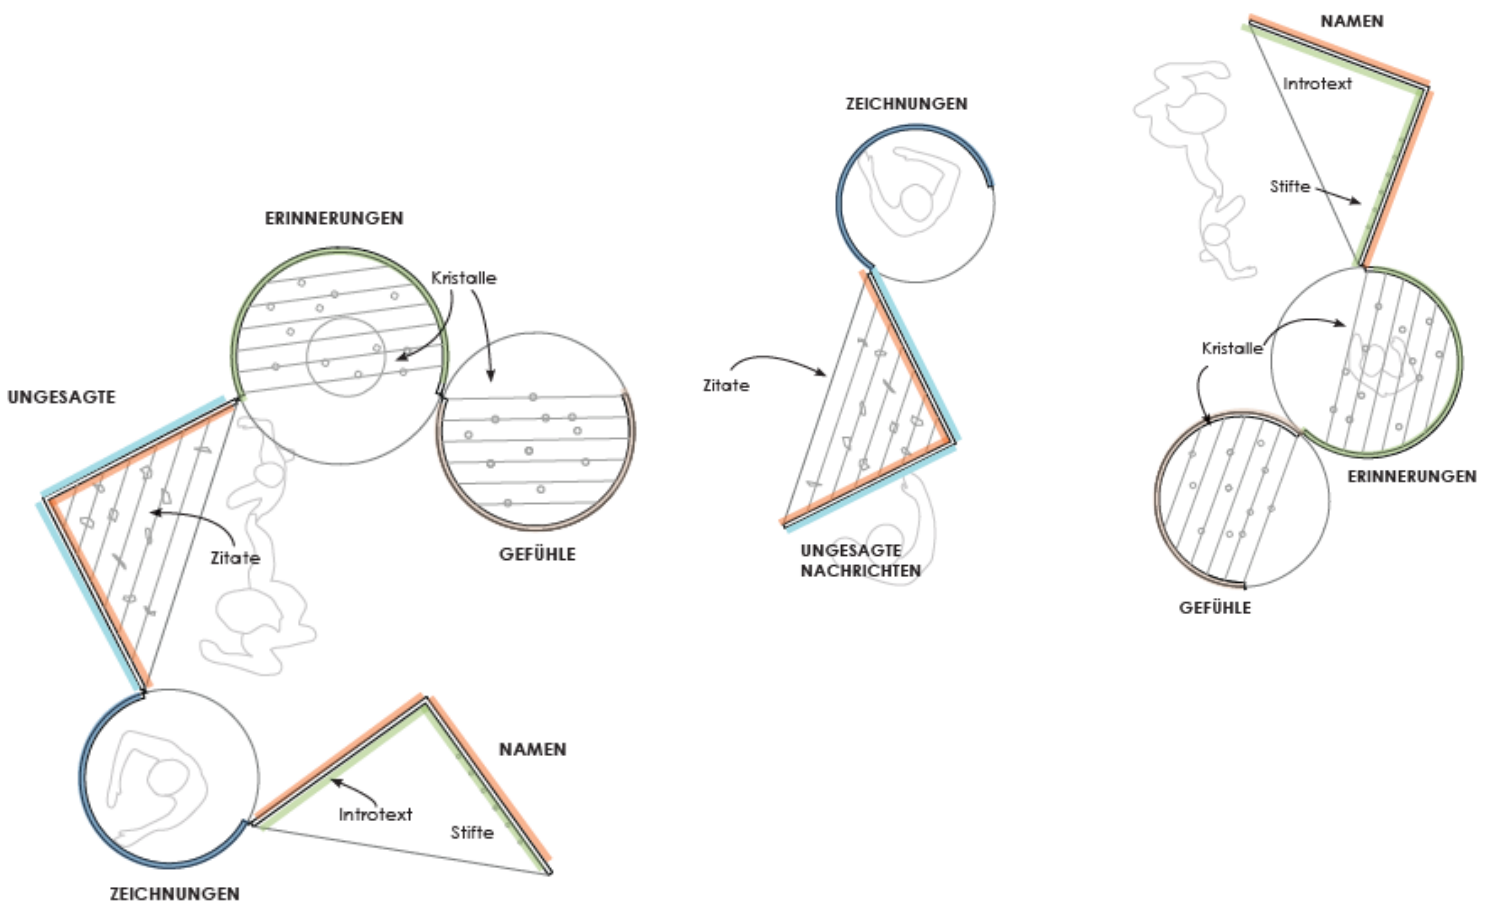 ERINNERUNGEN
Kristalle
UNGESAGTE
Zitate
GEFÜHLE
NAMEN
Introtext
Stifte
ZEICHNUNGEN
ZEICHNUNGEN
Zitate
UNGESAGTE
NACHRICHTEN
NAMEN
Introtext
Stifte
Kristalle
ERINNERUNGEN
GEFÜHLE